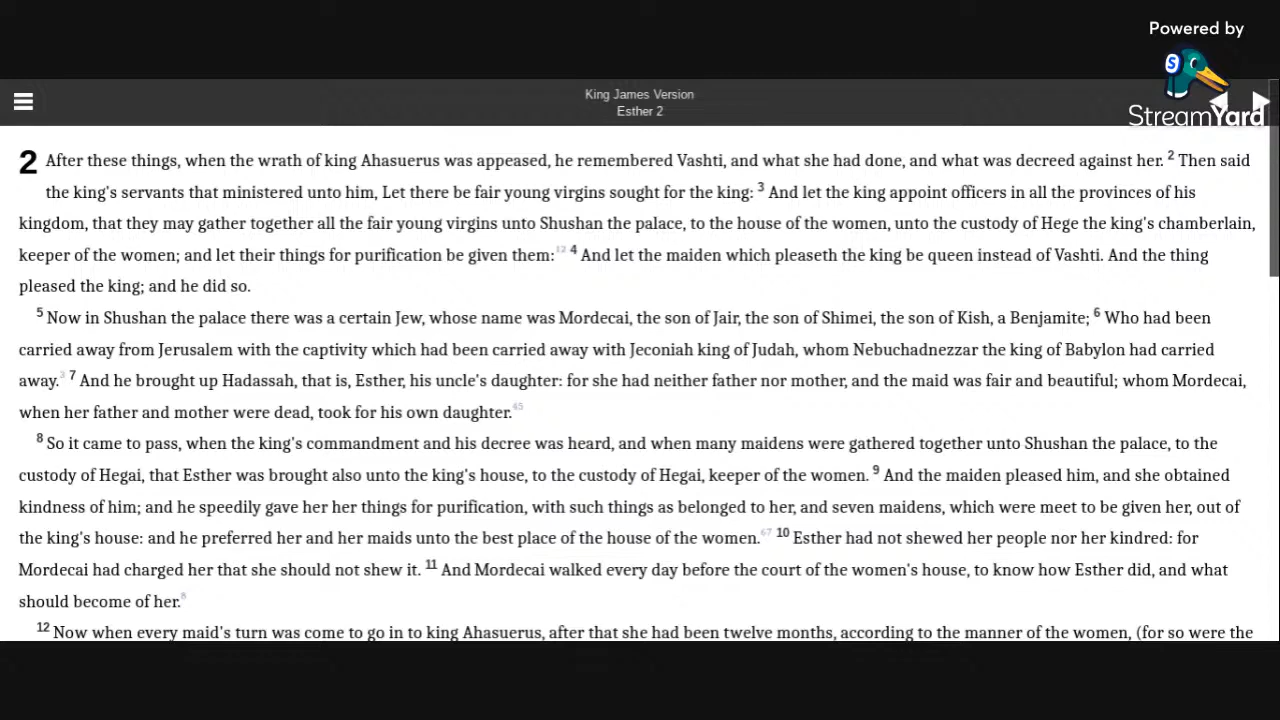 Powered by
StreamYard
King James Version
Esther 2
2 After these things, when the wrath of king Ahasuerus was appeased, he remembered Vashti, and what she had done, and what was decreed against her. 2 Then said
the king's servants that ministered unto him, Let there be fair young virgins sought for the king: 3 And let the king appoint officers in all the provinces of his
kingdom, that they may gather together all the fair young virgins unto Shushan the palace, to the house of the women, unto the custody of Hege the king's chamberlain,
keeper of the women; and let their things for purification be given them: 12 4 And let the maiden which pleaseth the king be queen instead of Vashti. And the thing
pleased the king; and he did so.
5 Now in Shushan the palace there was a certain Jew, whose name was Mordecai, the son of Jair, the son of Shimei, the son of Kish, a Benjamite; 6 Who had been
carried away from Jerusalem with the captivity which had been carried away with Jeconiah king of Judah, whom Nebuchadnezzar the king of Babylon had carried
away. 3 7 And he brought up Hadassah, that is, Esther, his uncle's daughter: for she had neither father nor mother, and the maid was fair and beautiful; whom Mordecai,
when her father and mother were dead, took for his own daughter. 45
8 So it came to pass, when the king's commandment and his decree was heard, and when many maidens were gathered together unto Shushan the palace, to the
custody of Hegai, that Esther was brought also unto the king's house, to the custody of Hegai, keeper of the women. 9 And the maiden pleased him, and she obtained
kindness of him; and he speedily gave her her things for purification, with such things as belonged to her, and seven maidens, which were meet to be given her, out of
the king's house: and he preferred her and her maids unto the best place of the house of the women. 67 10 Esther had not shewed her people nor her kindred: for
Mordecai had charged her that she should not shew it. 11 And Mordecai walked every day before the court of the women's house, to know how Esther did, and what
should become of her. 8
12 Now when every maid's turn was come to go in to king Ahasuerus, after that she had been twelve months, according to the manner of the women, (for so were the